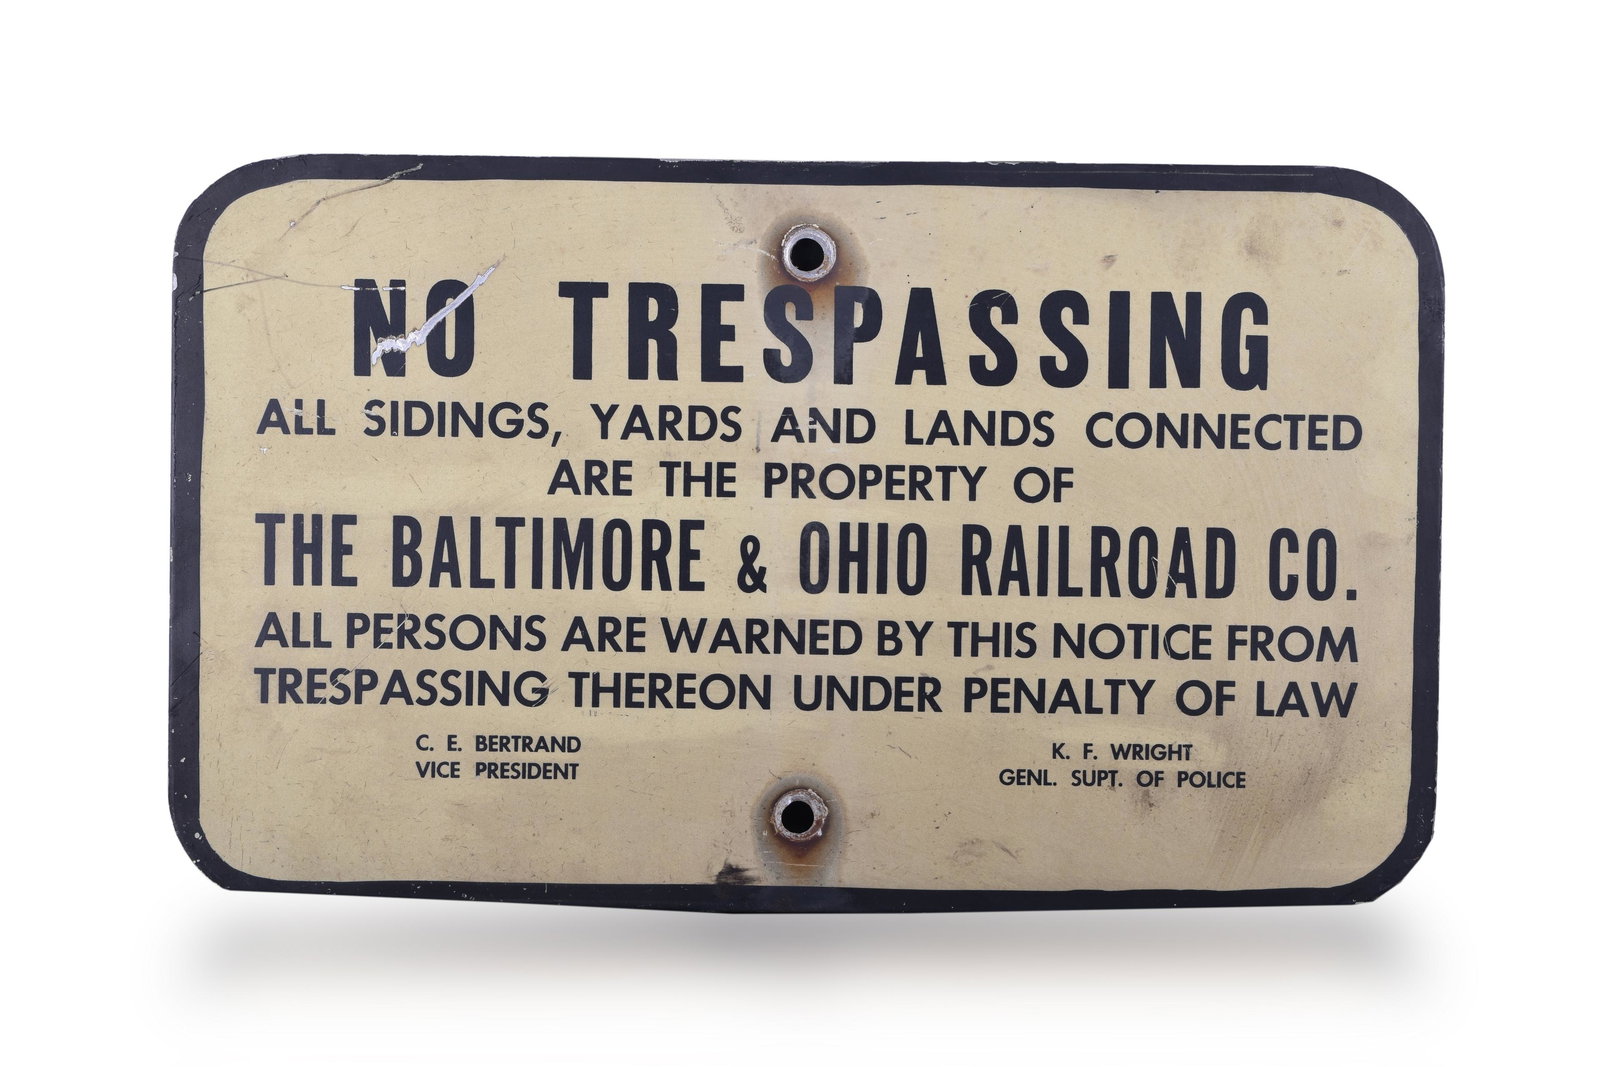 NO TRESPASSING
ALL SIDINGS, YARDS AND LANDS CONNECTED
ARE THE PROPERTY OF
THE BALTIMORE & OHIO RAILROAD CO.
ALL PERSONS ARE WARNED BY THIS NOTICE FROM
TRESPASSING THEREON UNDER PENALTY OF LAW
C. E. BERTRAND
VICE PRESIDENT
K. F. WRIGHT
GENL. SUPT. OF POLICE